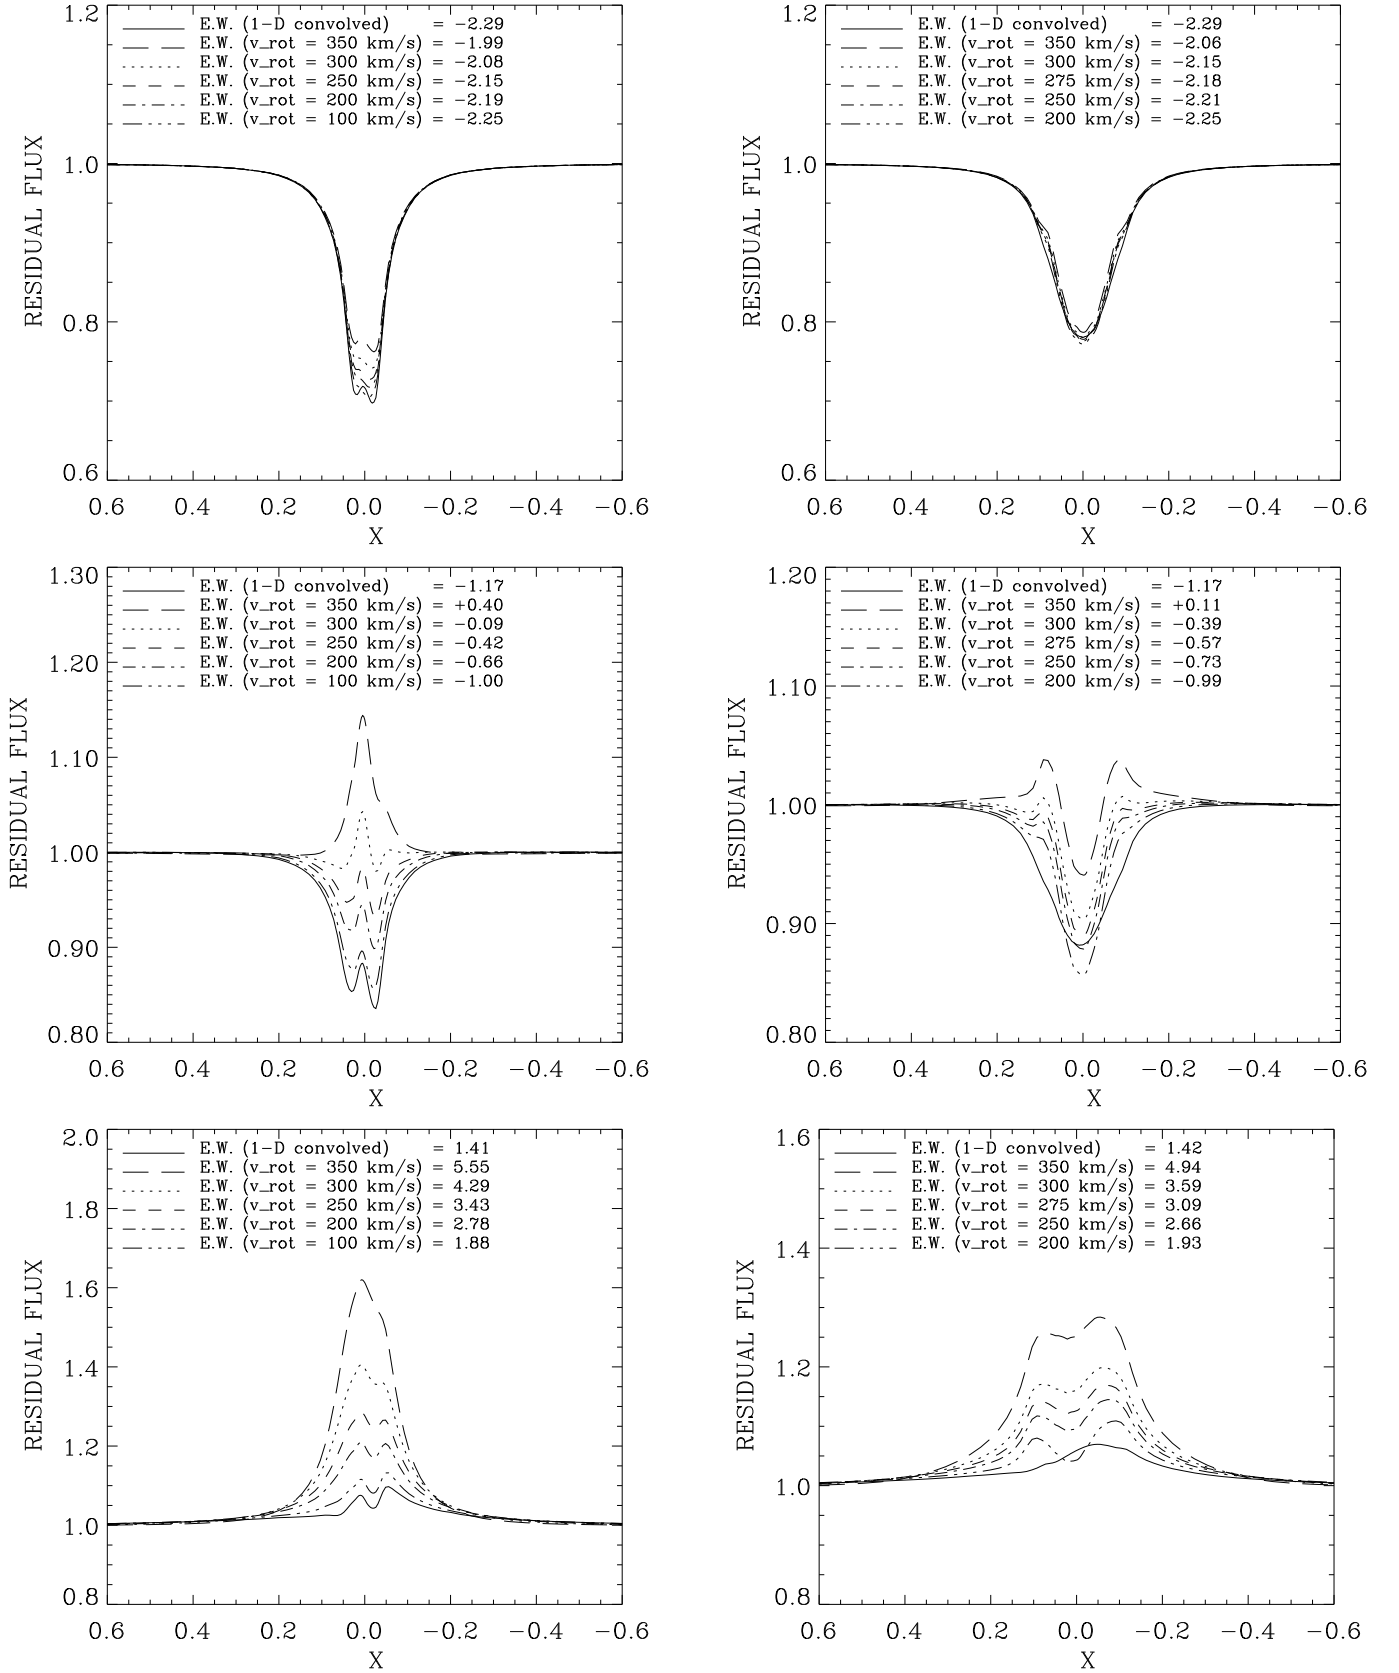 1.2
E.W. (1-D convolved) = -2.29
E.W. (v_rot = 350 km/s) = -1.99
E.W. (v_rot = 300 km/s) = -2.08
E.W. (v_rot = 250 km/s) = -2.15
E.W. (v_rot = 200 km/s) = -2.19
E.W. (v_rot = 100 km/s) = -2.25
1.0
0.8
0.6
RESIDUAL FLUX
0.6 0.4 0.2 0.0 -0.2 -0.4 -0.6
X
1.2
E.W. (1-D convolved) = -2.29
E.W. (v_rot = 350 km/s) = -2.06
E.W. (v_rot = 300 km/s) = -2.15
E.W. (v_rot = 275 km/s) = -2.18
E.W. (v_rot = 250 km/s) = -2.21
E.W. (v_rot = 200 km/s) = -2.25
1.0
0.8
0.6
RESIDUAL FLUX
0.6 0.4 0.2 0.0 -0.2 -0.4 -0.6
X
1.30
E.W. (1-D convolved) = -1.17
E.W. (v_rot = 350 km/s) = +0.40
E.W. (v_rot = 300 km/s) = -0.09
E.W. (v_rot = 250 km/s) = -0.42
E.W. (v_rot = 200 km/s) = -0.66
E.W. (v_rot = 100 km/s) = -1.00
1.20
1.10
1.00
0.90
0.80
RESIDUAL FLUX
0.6 0.4 0.2 0.0 -0.2 -0.4 -0.6
X
1.20
E.W. (1-D convolved) = -1.17
E.W. (v_rot = 350 km/s) = +0.11
E.W. (v_rot = 300 km/s) = -0.39
E.W. (v_rot = 275 km/s) = -0.57
E.W. (v_rot = 250 km/s) = -0.73
E.W. (v_rot = 200 km/s) = -0.99
1.10
1.00
0.90
0.80
RESIDUAL FLUX
0.6 0.4 0.2 0.0 -0.2 -0.4 -0.6
X
2.0
E.W. (1-D convolved) = 1.41
E.W. (v_rot = 350 km/s) = 5.55
E.W. (v_rot = 300 km/s) = 4.29
E.W. (v_rot = 250 km/s) = 3.43
E.W. (v_rot = 200 km/s) = 2.78
E.W. (v_rot = 100 km/s) = 1.88
1.8
1.6
1.4
1.2
1.0
0.8
RESIDUAL FLUX
0.6 0.4 0.2 0.0 -0.2 -0.4 -0.6
X
1.6
E.W. (1-D convolved) = 1.42
E.W. (v_rot = 350 km/s) = 4.94
E.W. (v_rot = 300 km/s) = 3.59
E.W. (v_rot = 275 km/s) = 3.09
E.W. (v_rot = 250 km/s) = 2.66
E.W. (v_rot = 200 km/s) = 1.93
1.4
1.2
1.0
0.8
RESIDUAL FLUX
0.6 0.4 0.2 0.0 -0.2 -0.4 -0.6
X